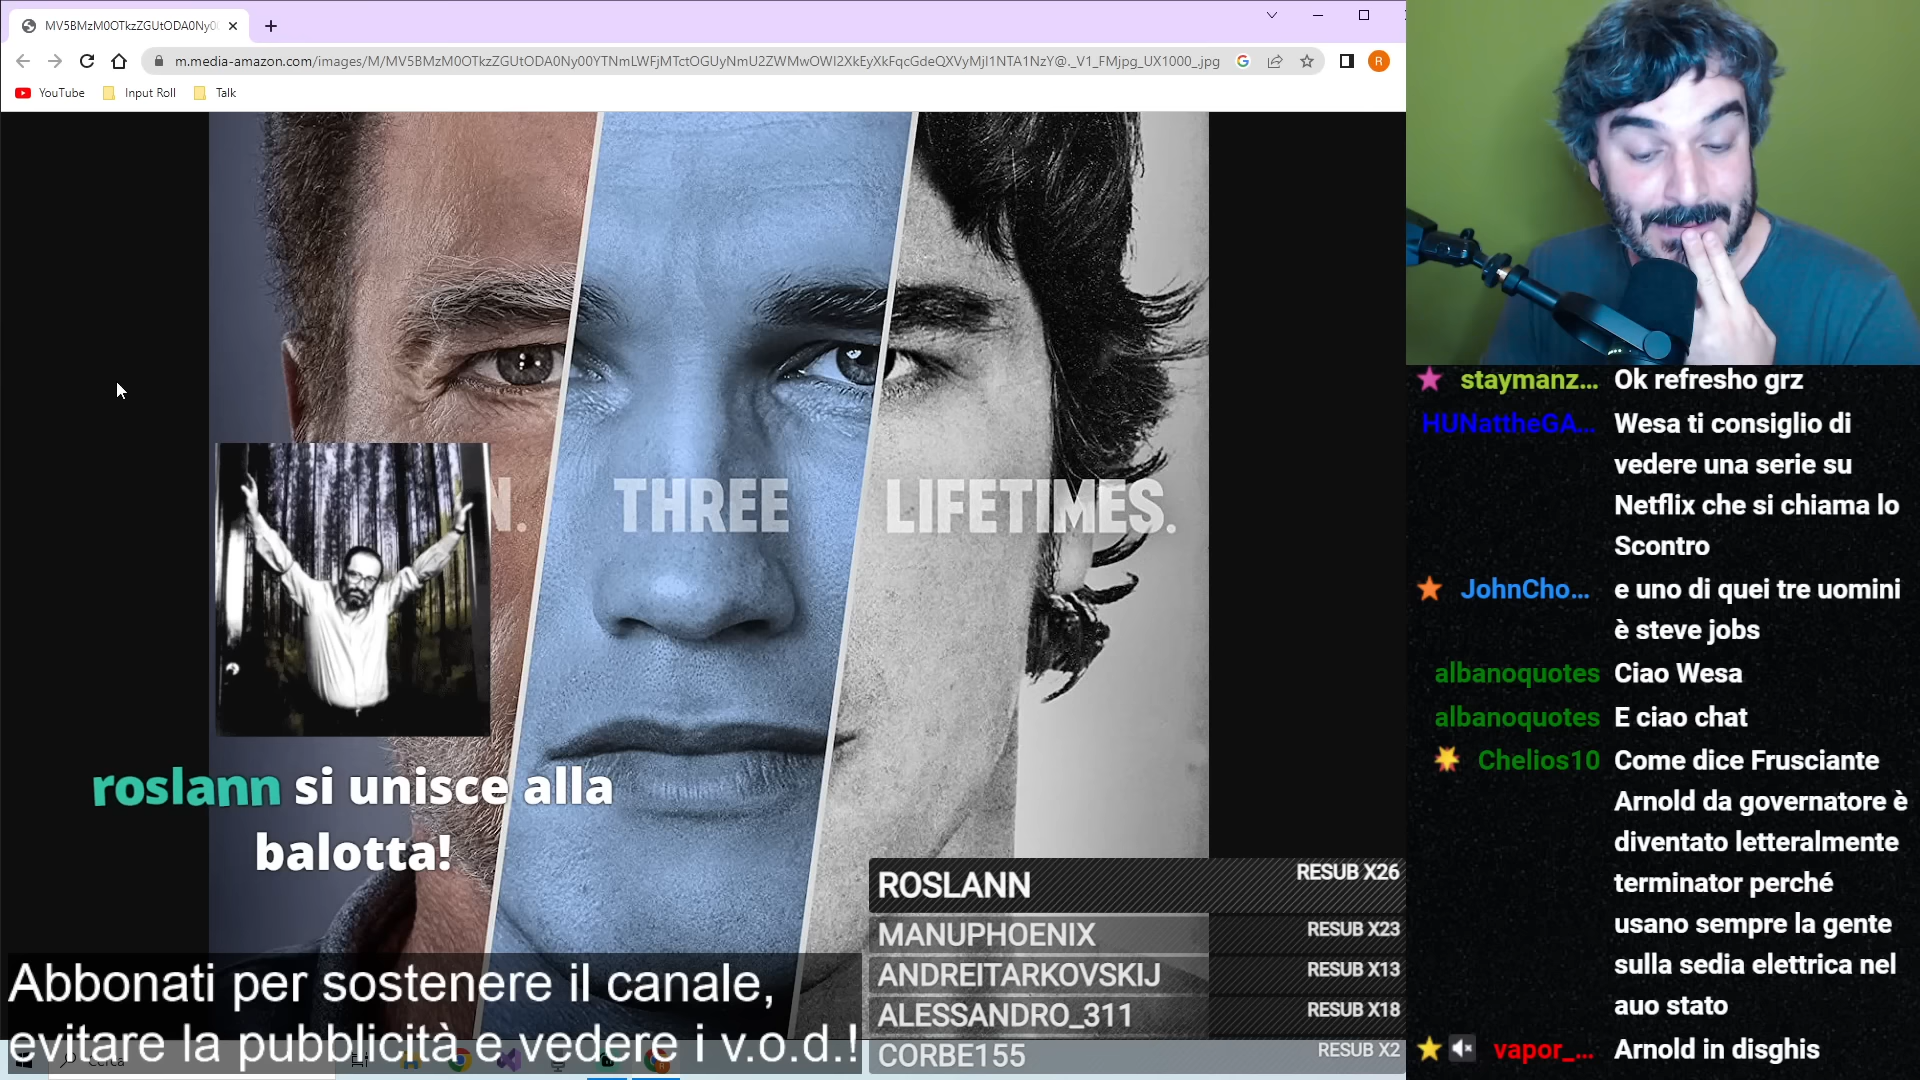 MV5BMzM0OTkzZGUtODA0Ny00
m.media-amazon.com/images/M/MV5BMzM0OTkzZGUtODA0Ny00YTNmLWFjMTctOGUyNmU2ZWMwOWI2XkEyXkFqcGdeQXVyMjI1NTA1NzY@._V1_FMjpg_UX1000_.jpg
R
YouTube Input Roll Talk
N. THREE LIFETIMES.
roslann si unisce alla
balotta!
Abbonati per sostenere il canale,
evitare la pubblicità e vedere i v.o.d.!
Cerca
ROSLANN RESUB X26
MANUPHOENIX RESUB X23
ANDREITARKOVSKIJ RESUB X13
ALESSANDRO_311 RESUB X18
CORBE155 RESUB X2
staymanz... Ok refresho grz
HUNattheGA... Wesa ti consiglio di
vedere una serie su
Netflix che si chiama lo
Scontro
JohnCho... e uno di quei tre uomini
è steve jobs
albanoquotes Ciao Wesa
albanoquotes E ciao chat
Chelios10 Come dice Frusciante
Arnold da governatore è
diventato letteralmente
terminator perché
usano sempre la gente
sulla sedia elettrica nel
auo stato
vapor_... Arnold in disghis